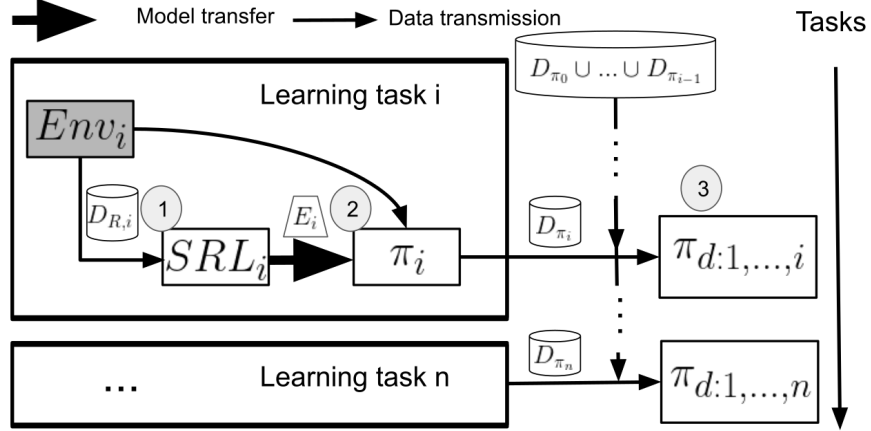 Model transfer
Data transmission
Tasks
D_{π_0} ∪ ... ∪ D_{π_{i-1}}
Learning task i
Env_i
D_{R,i}
1
E_i
2
3
SRL_i
π_i
D_{π_i}
π_{d:1,...,i}
D_{π_n}
...
Learning task n
π_{d:1,...,n}